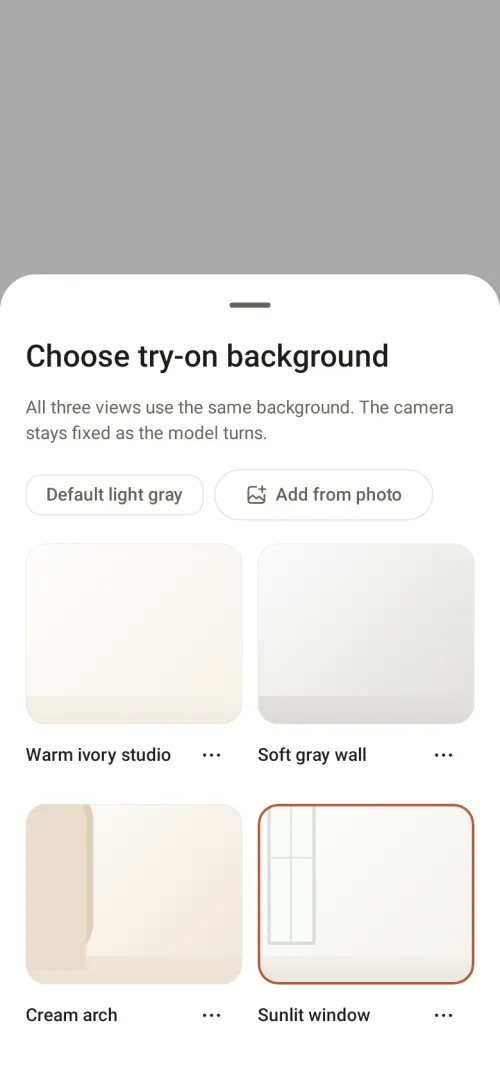 Choose try-on background
All three views use the same background. The camera
stays fixed as the model turns.
Default light gray
Add from photo
Warm ivory studio
Soft gray wall
Cream arch
Sunlit window